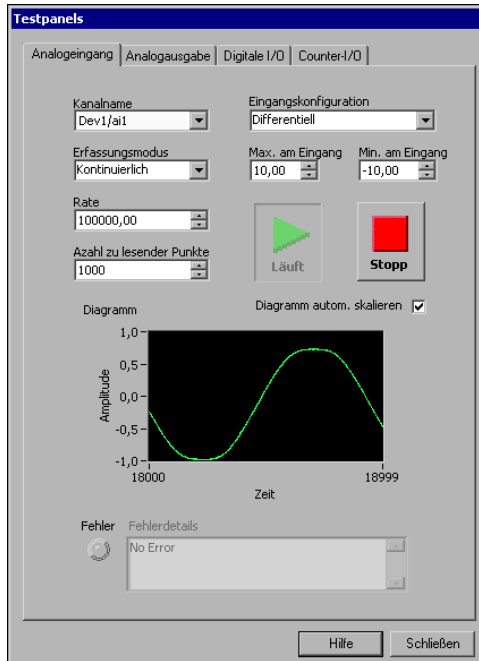 Testpanels
Analogeingang Analogausgabe Digitale I/O Counter-I/O
Kanalname Eingangskonfiguration
Dev1/ai1 Differentiell
Erfassungsmodus Max. am Eingang Min. am Eingang
Kontinuierlich 10,00 -10,00
Rate
100000,00
Azahl zu lesender Punkte
1000
Läuft Stopp
Diagramm Diagramm autom. skalieren
1,0
0,5
0,0
-0,5
-1,0
Amplitude
18000 18999
Zeit
Fehler Fehlerdetails
No Error
Hilfe Schließen